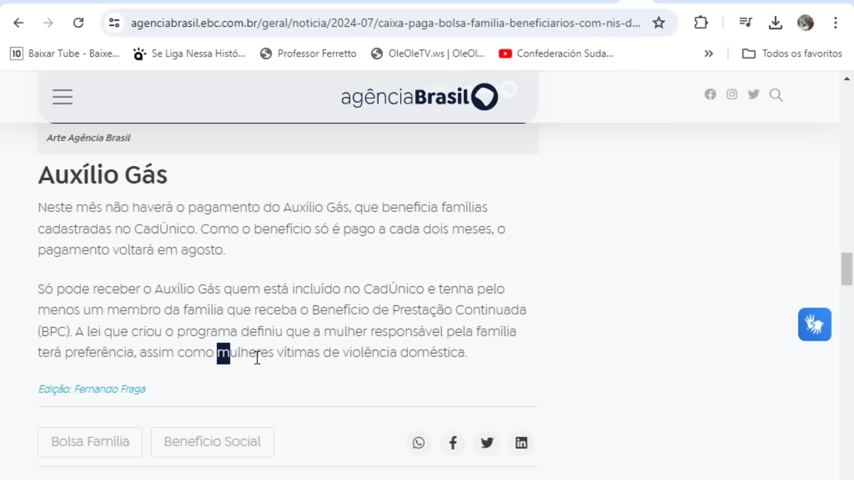 agenciabrasil.ebc.com.br/geral/noticia/2024-07/caixa-paga-bolsa-familia-beneficiarios-com-nis-d...
10 Baixar Tube - Baixe... Se Liga Nessa Histó... Professor Ferretto OleOleTV.ws | OleOl... Confederación Suda... » Todos os favoritos
agênciaBrasil
Arte Agência Brasil
Auxílio Gás
Neste mês não haverá o pagamento do Auxílio Gás, que beneficia famílias
cadastradas no CadÚnico. Como o benefício só é pago a cada dois meses, o
pagamento voltará em agosto.
Só pode receber o Auxílio Gás quem está incluído no CadÚnico e tenha pelo
menos um membro da família que receba o Benefício de Prestação Continuada
(BPC). A lei que criou o programa definiu que a mulher responsável pela família
terá preferência, assim como mulheres vítimas de violência doméstica.
Edição: Fernando Fraga
Bolsa Família Benefício Social